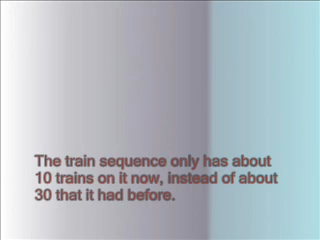 The train sequence only has about
10 trains on it now, instead of about
30 that it had before.